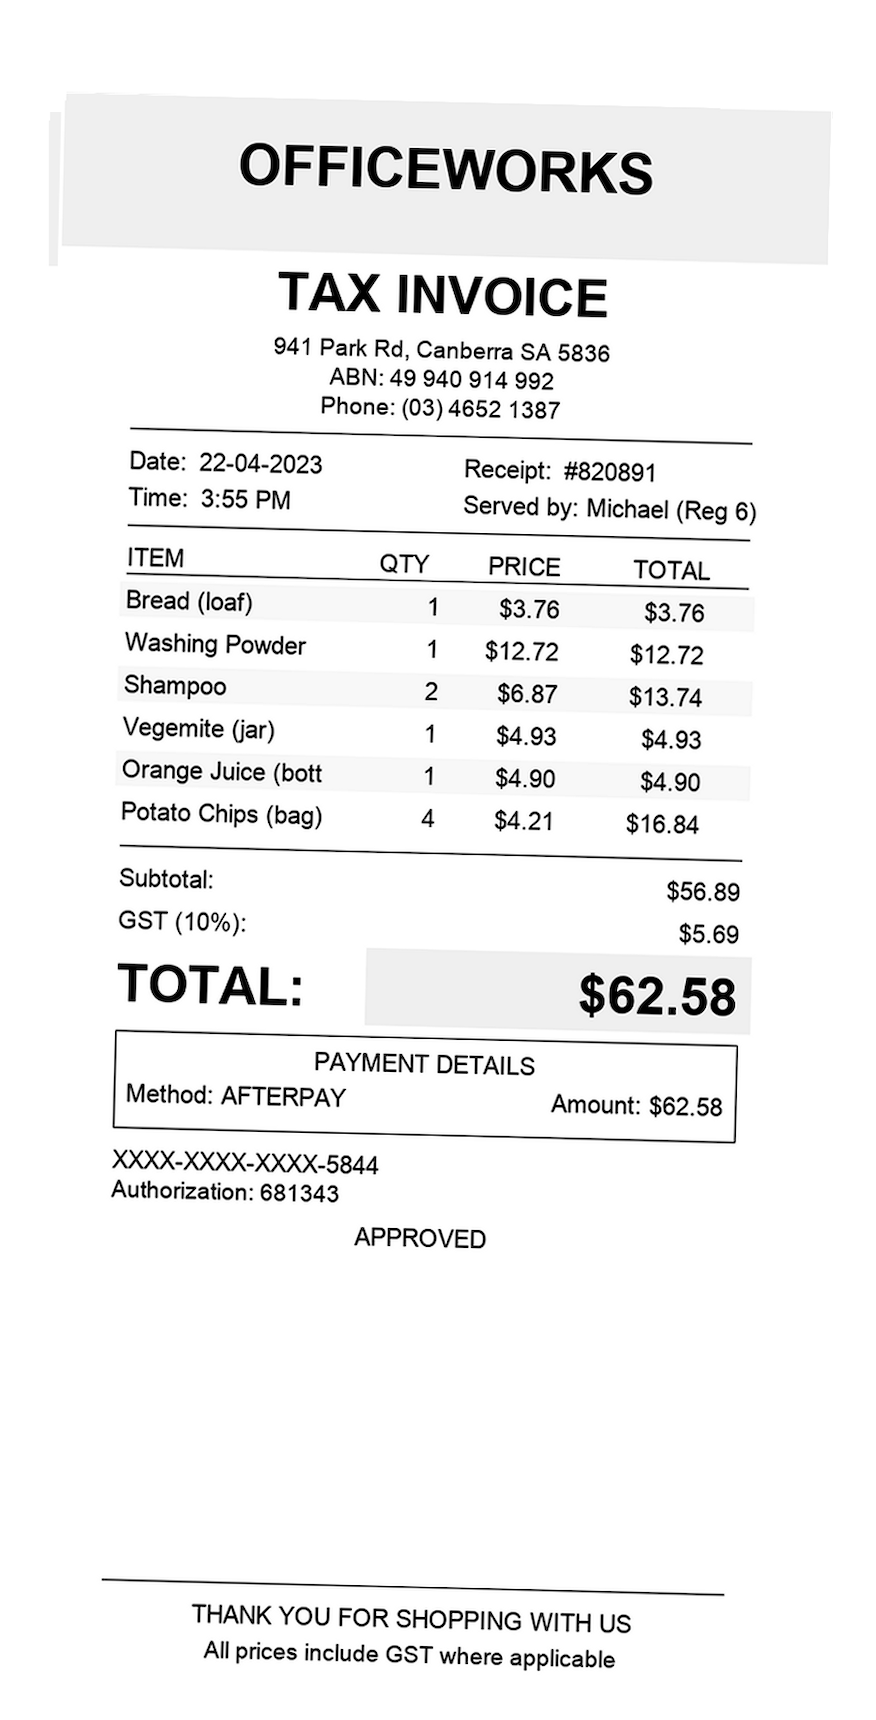 OFFICEWORKS
TAX INVOICE
941 Park Rd, Canberra SA 5836
ABN: 49 940 914 992
Phone: (03) 4652 1387
Date: 22-04-2023 Receipt: #820891
Time: 3:55 PM Served by: Michael (Reg 6)
ITEM QTY PRICE TOTAL
Bread (loaf) 1 $3.76 $3.76
Washing Powder 1 $12.72 $12.72
Shampoo 2 $6.87 $13.74
Vegemite (jar) 1 $4.93 $4.93
Orange Juice (bott 1 $4.90 $4.90
Potato Chips (bag) 4 $4.21 $16.84
Subtotal: $56.89
GST (10%): $5.69
TOTAL: $62.58
PAYMENT DETAILS
Method: AFTERPAY Amount: $62.58
XXXX-XXXX-XXXX-5844
Authorization: 681343
APPROVED
THANK YOU FOR SHOPPING WITH US
All prices include GST where applicable